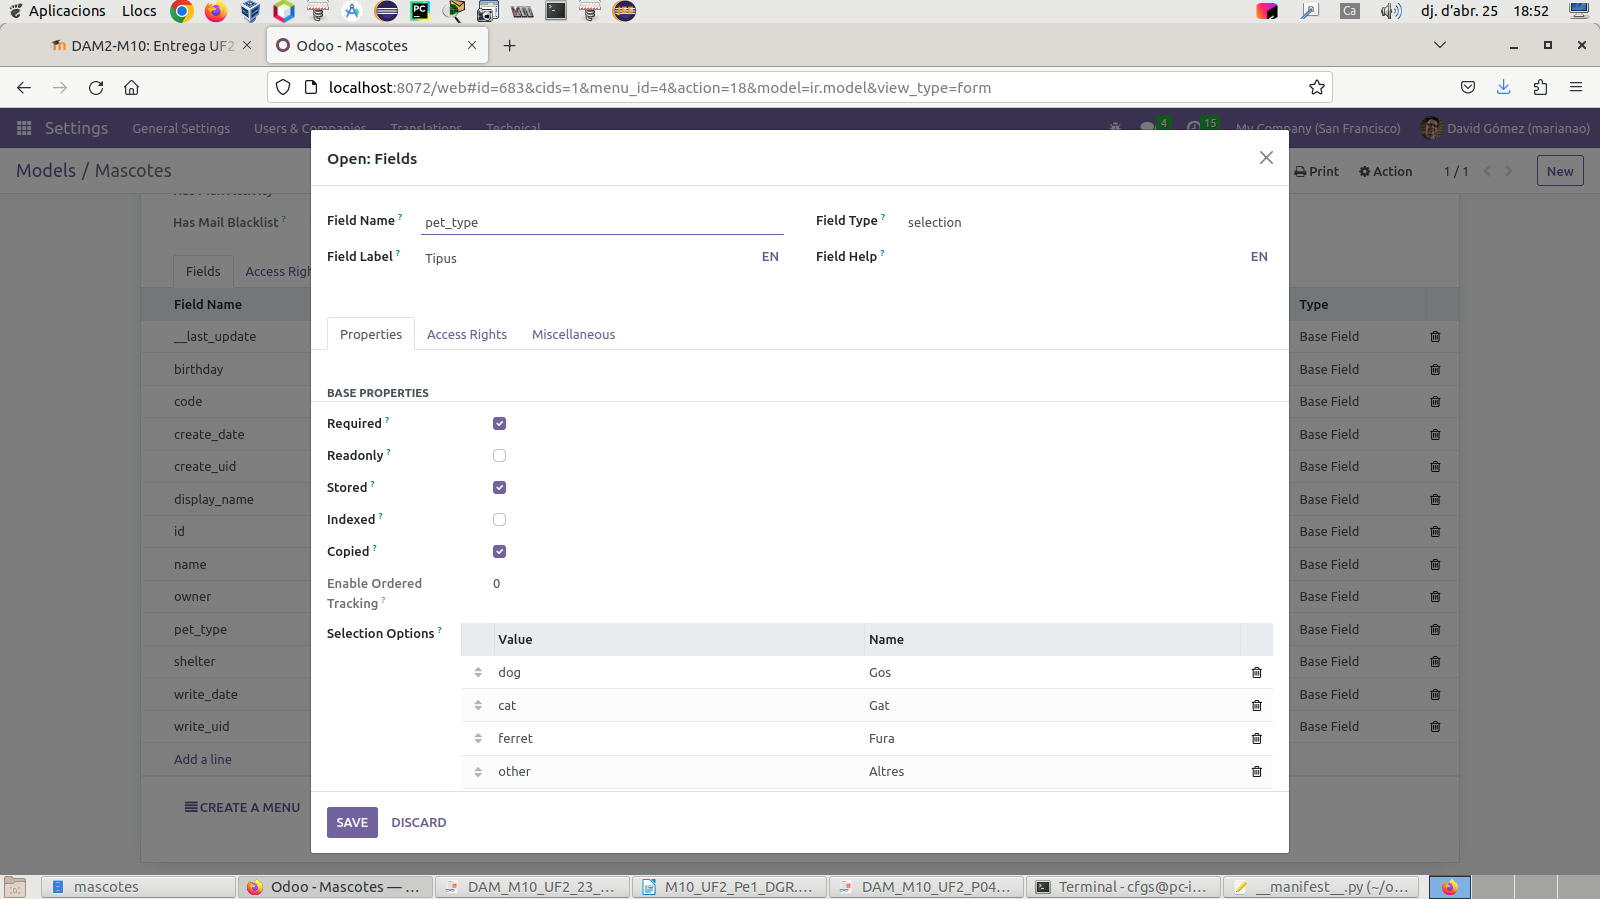 Aplicacions Llocs Ca dj. d'abr. 25 18:52
DAM2-M10: Entrega UF2
Odoo - Mascotes
localhost:8072/web#id=683&cids=1&menu_id=4&action=18&model=ir.model&view_type=form
Settings General Settings Users & Companies Translations Technical 4 15 My Company (San Francisco) David Gómez (marianao)
Models / Mascotes Print Action 1 / 1 New
Has Mail Blacklist ?
Fields Access Righ
Field Name Type
__last_update Base Field
birthday Base Field
code Base Field
create_date Base Field
create_uid Base Field
display_name Base Field
id Base Field
name Base Field
owner Base Field
pet_type Base Field
shelter Base Field
write_date Base Field
write_uid Base Field
Add a line
CREATE A MENU
Open: Fields
Field Name ? pet_type Field Type ? selection
Field Label ? Tipus EN Field Help ? EN
Properties Access Rights Miscellaneous
BASE PROPERTIES
Required ?
Readonly ?
Stored ?
Indexed ?
Copied ?
Enable Ordered 0
Tracking ?
Selection Options ? Value Name
dog Gos
cat Gat
ferret Fura
other Altres
SAVE DISCARD
mascotes Odoo - Mascotes — ... DAM_M10_UF2_23_... M10_UF2_Pe1_DGR.... DAM_M10_UF2_P04... Terminal - cfgs@pc-i... __manifest__.py (~/o...